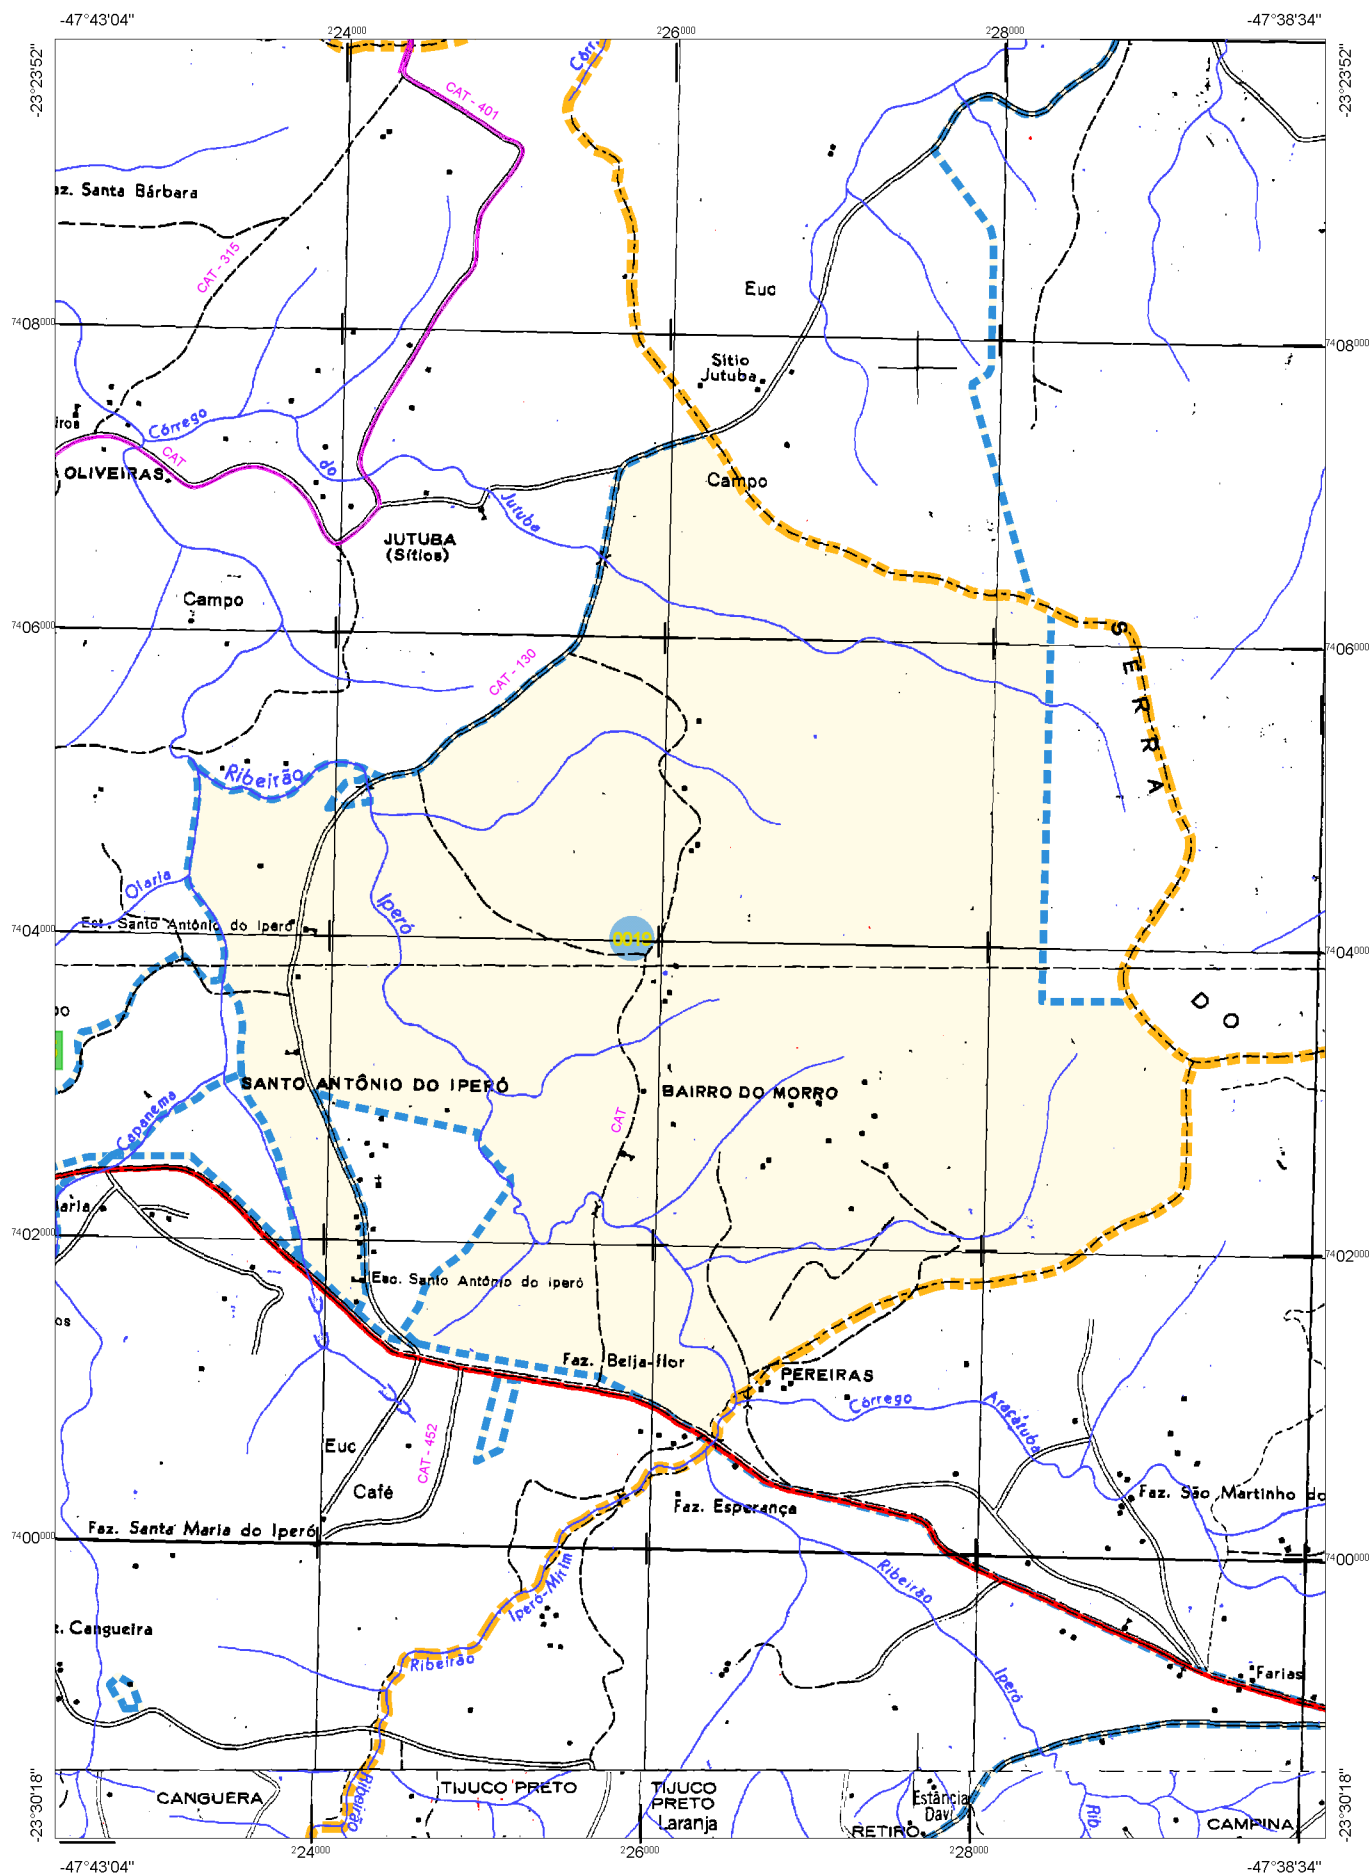 -47°43'04"
-47°38'34"
224000
226000
228000
-23°23'52"
-23°23'52"
Córr.
CAT - 401
az. Santa Bárbara
CAT - 315
Euc
7408000
7408000
Sítio
Jutuba
iros
Córrego
CAT
do
OLIVEIRAS
Campo
Jutuba
JUTUBA
(Sítios)
Campo
7406000
7406000
SERRA
CAT - 130
Ribeirão
Olaria
Iperó
Est. Santo Antônio do Iperó
7404000
7404000
0019
SANTO ANTÔNIO DO IPERÓ
BAIRRO DO MORRO
Capanema
CAT
7402000
7402000
Esc. Santo Antônio do Iperó
os
Faz. Beija-flor
PEREIRAS
Córrego
Araçatuba
Euc
CAT - 452
Café
Faz. Esperança
Faz. São Martinho do
Faz. Santa Maria do Iperó
7400000
7400000
Ribeirão
Iperó-Mirim
z. Cangueira
Ribeirão
Iperó
Farias
Ribeirão
CANGUERA
TIJUCO PRETO
TIJUCO
PRETO
Laranja
Estância
Davi
RETIRO
Rib
CAMPINA
-23°30'18"
-23°30'18"
224000
226000
228000
-47°43'04"
-47°38'34"